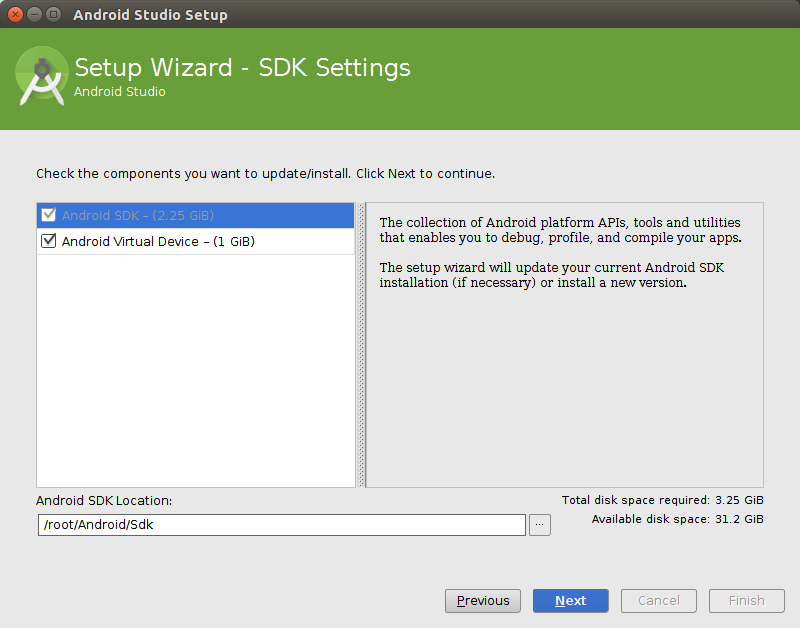 Android Studio Setup
Setup Wizard - SDK Settings
Android Studio
Check the components you want to update/install. Click Next to continue.
Android SDK – (2.25 GiB)
Android Virtual Device – (1 GiB)
The collection of Android platform APIs, tools and utilities
that enables you to debug, profile, and compile your apps.
The setup wizard will update your current Android SDK
installation (if necessary) or install a new version.
Android SDK Location:
/root/Android/Sdk
...
Total disk space required: 3.25 GiB
Available disk space: 31.2 GiB
Previous
Next
Cancel
Finish